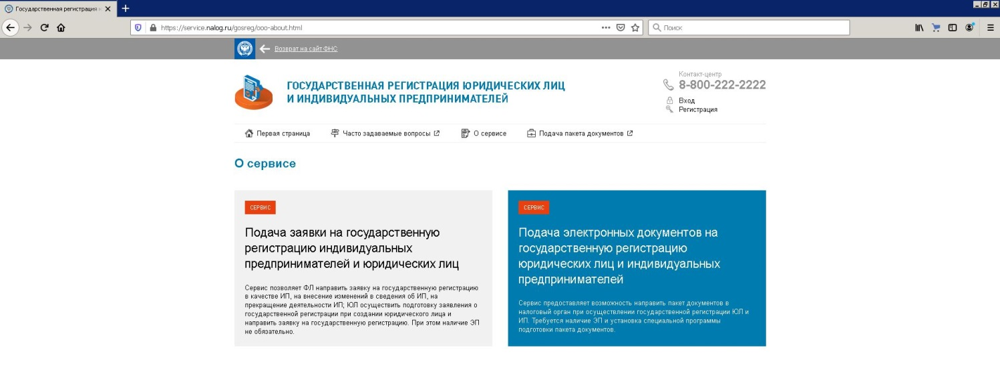 Государственная регистрация
https://service.nalog.ru/gosreg/ooo-about.html
Поиск
Возврат на сайт ФНС
ГОСУДАРСТВЕННАЯ РЕГИСТРАЦИЯ ЮРИДИЧЕСКИХ ЛИЦ
И ИНДИВИДУАЛЬНЫХ ПРЕДПРИНИМАТЕЛЕЙ
Контакт-центр
8-800-222-2222
Вход
Регистрация
Первая страница
Часто задаваемые вопросы
О сервисе
Подача пакета документов
О сервисе
СЕРВИС
Подача заявки на государственную
регистрацию индивидуальных
предпринимателей и юридических лиц
Сервис позволяет ФЛ направить заявку на государственную регистрацию
в качестве ИП, на внесение изменений в сведения об ИП, на
прекращение деятельности ИП; ЮЛ осуществить подготовку заявления о
государственной регистрации при создании юридического лица и
направить заявку на государственную регистрацию. При этом наличие ЭП
не обязательно.
СЕРВИС
Подача электронных документов на
государственную регистрацию
юридических лиц и индивидуальных
предпринимателей
Сервис предоставляет возможность направить пакет документов в
налоговый орган при осуществлении государственной регистрации ЮЛ и
ИП. Требуется наличие ЭП и установка специальной программы
подготовки пакета документов.